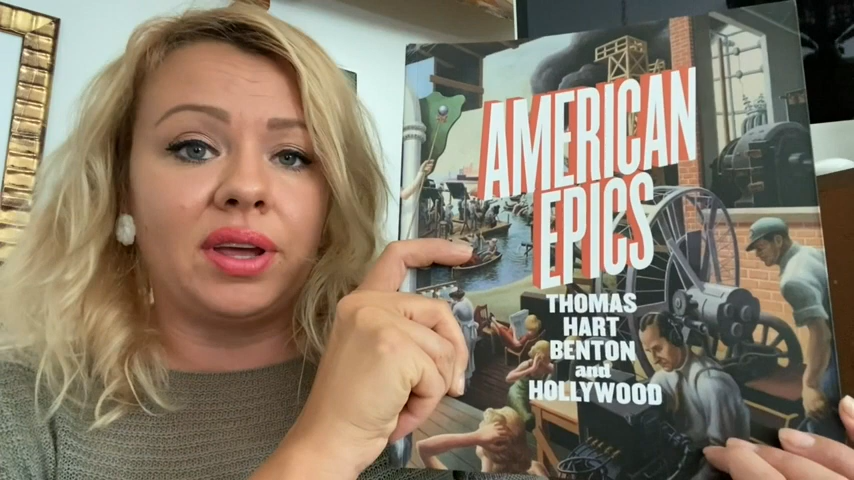 AMERICAN
EPICS
THOMAS
HART
BENTON
and
HOLLYWOOD